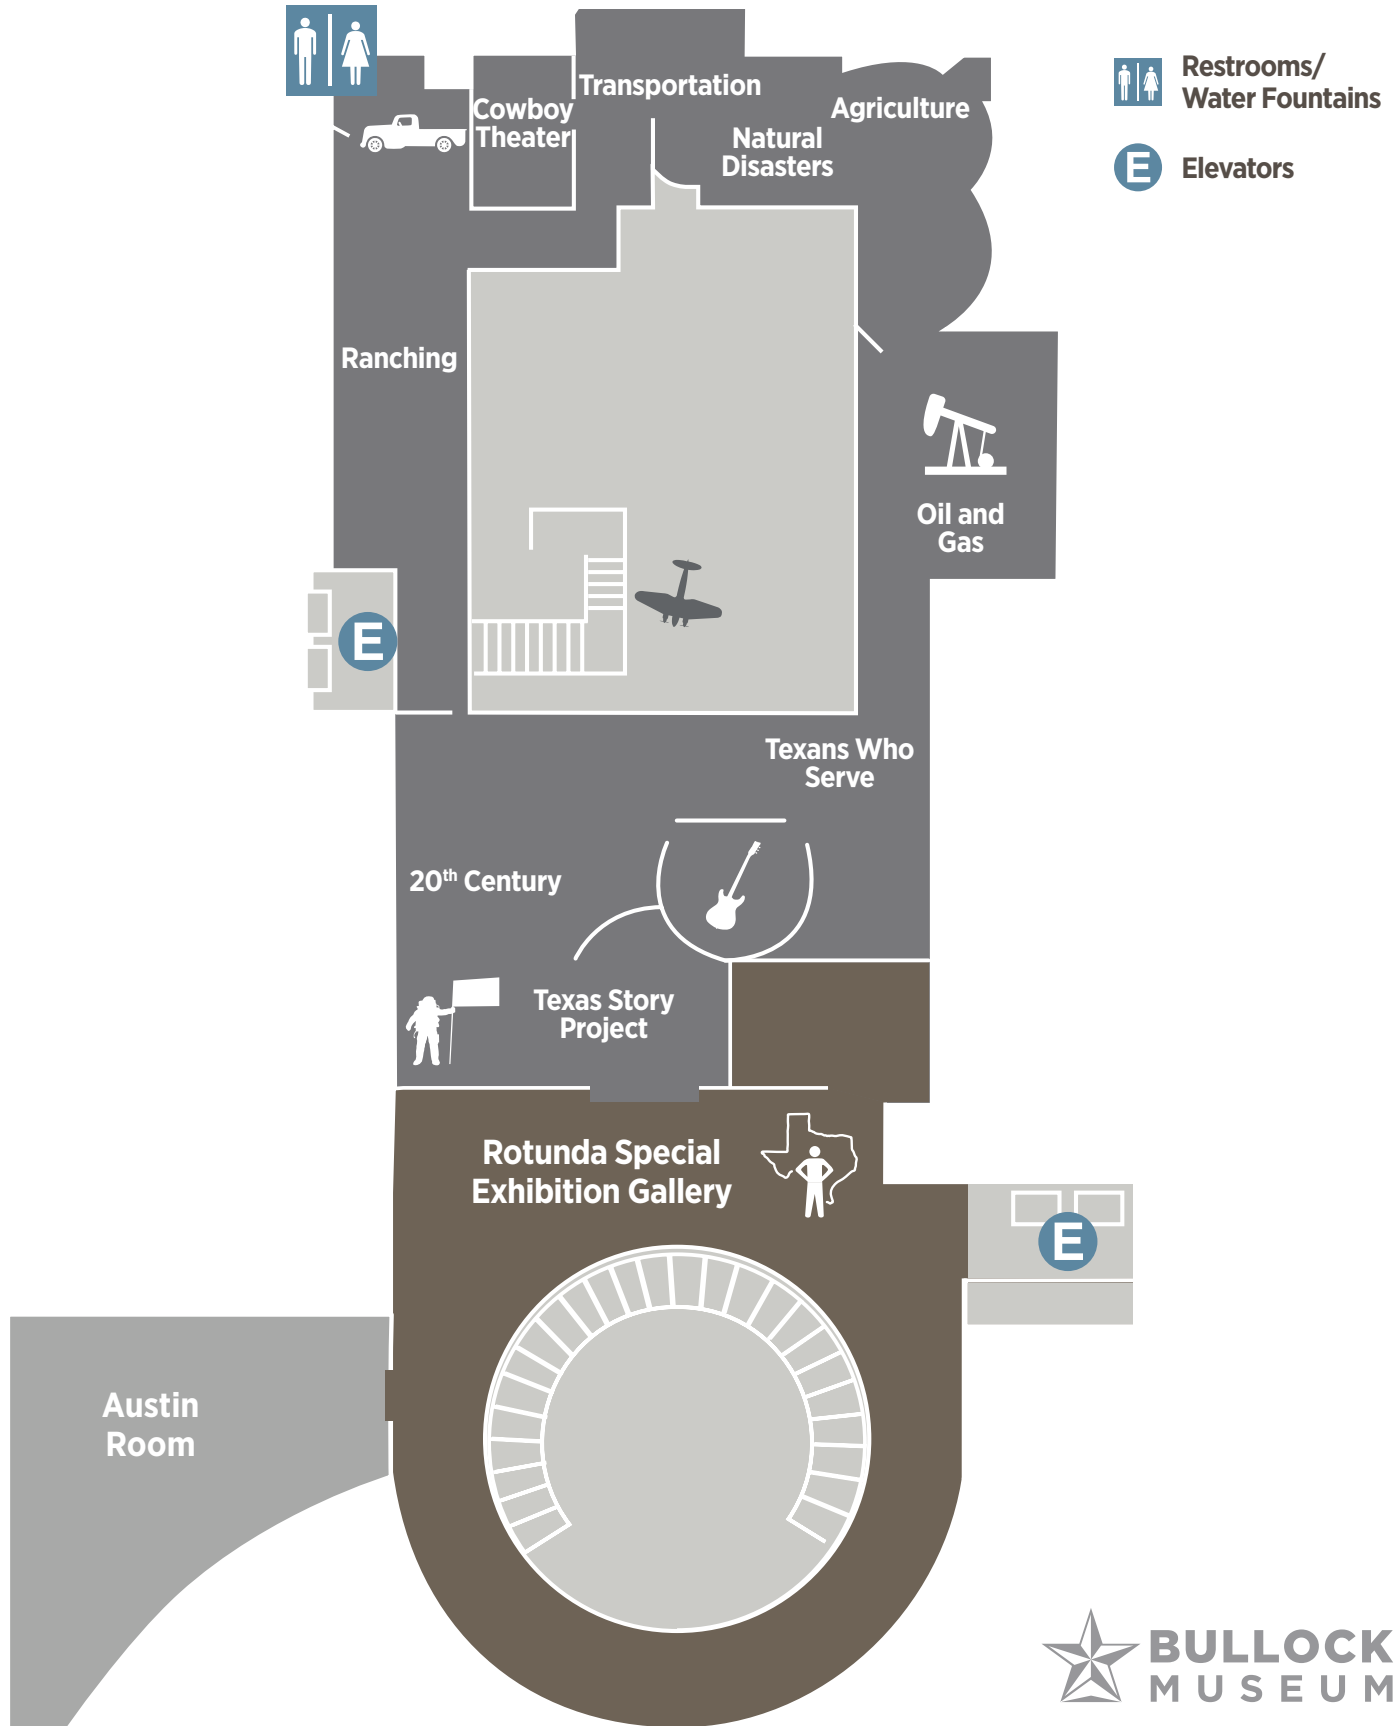 Restrooms/
Water Fountains
E
Elevators
Transportation
Cowboy
Theater
Agriculture
Natural
Disasters
Ranching
Oil and
Gas
E
Texans Who
Serve
20th Century
Texas Story
Project
Rotunda Special
Exhibition Gallery
E
Austin
Room
BULLOCK
MUSEUM